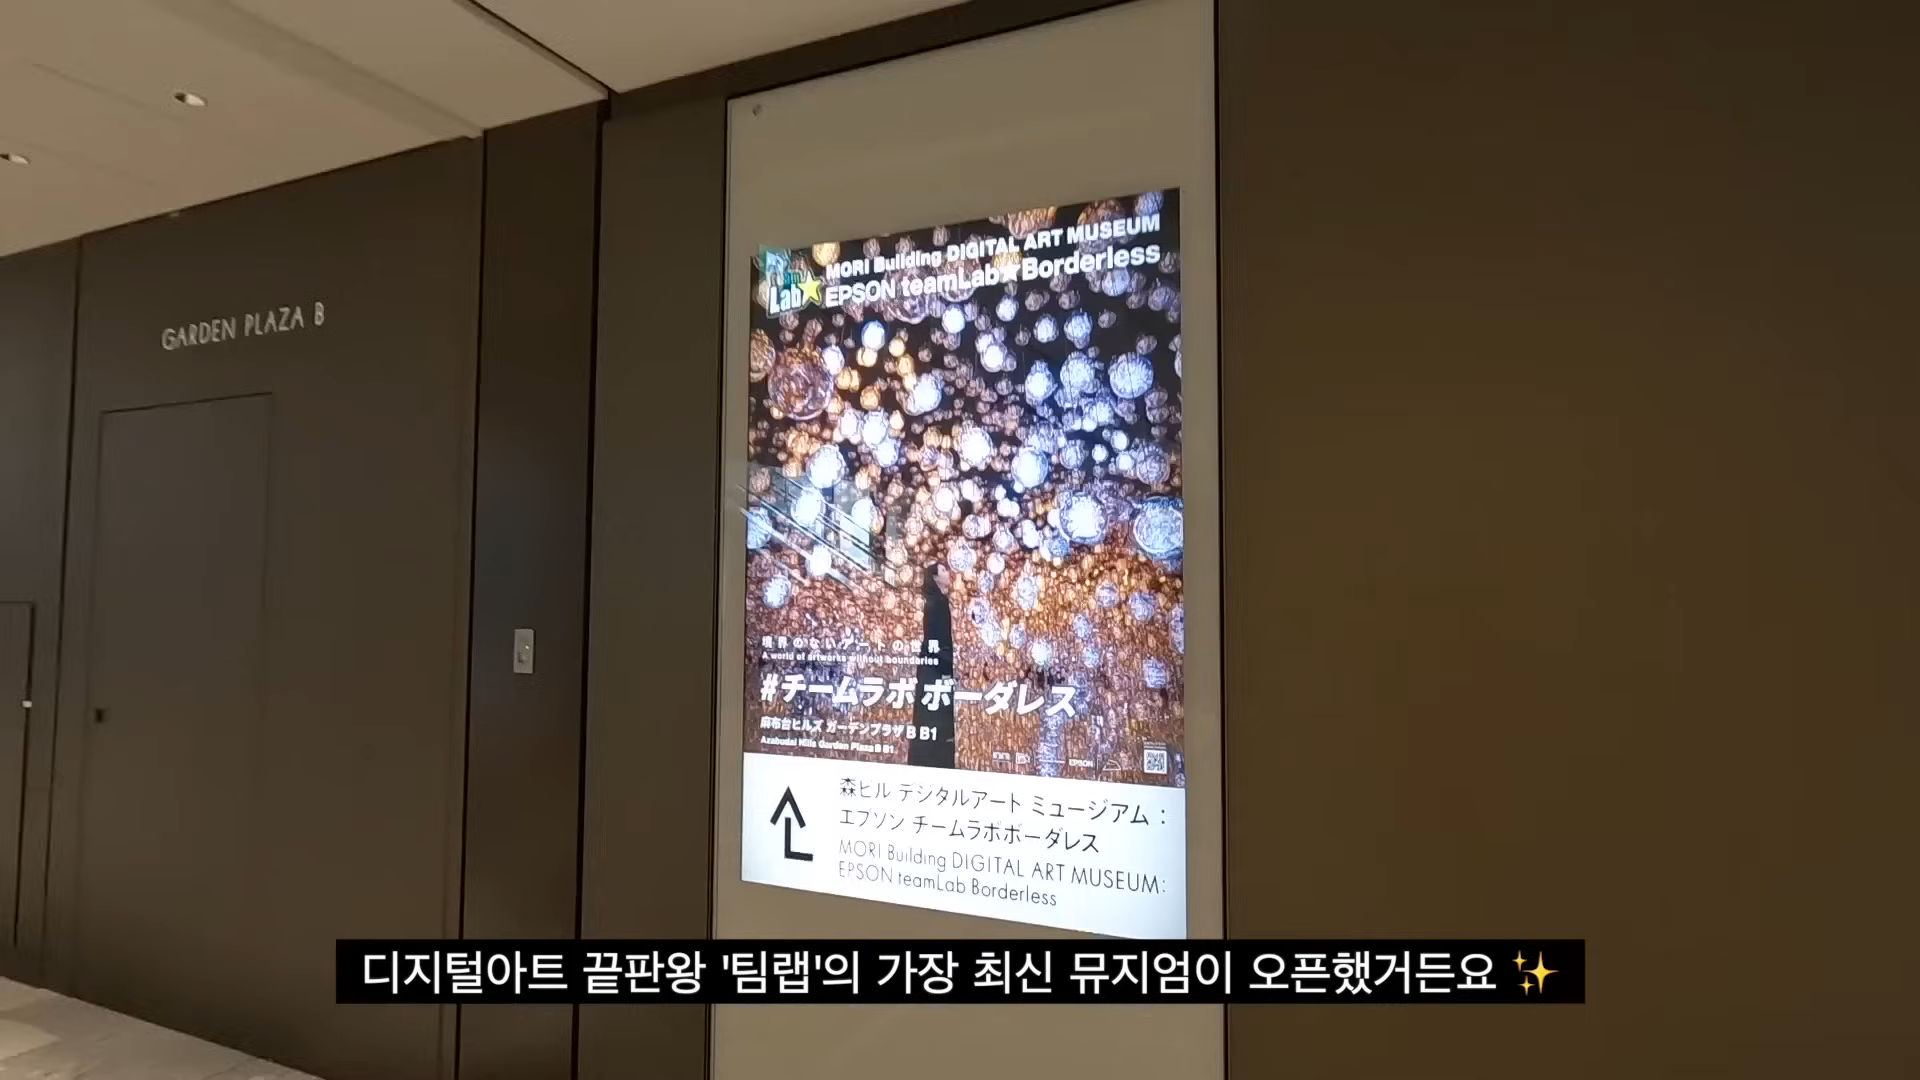 GARDEN PLAZA B
Lab
MORI Building DIGITAL ART MUSEUM
EPSON teamLab★Borderless
境界のないアートの世界
A world of artworks without boundaries
#チームラボ ボーダレス
麻布台ヒルズ ガーデンプラザB B1
Azabudai Hills Garden Plaza B B1
EPSON
森ビル デジタルアート ミュージアム：
エプソン チームラボボーダレス
MORI Building DIGITAL ART MUSEUM:
EPSON teamLab Borderless
디지털아트 끝판왕 '팀랩'의 가장 최신 뮤지엄이 오픈했거든요 ✨